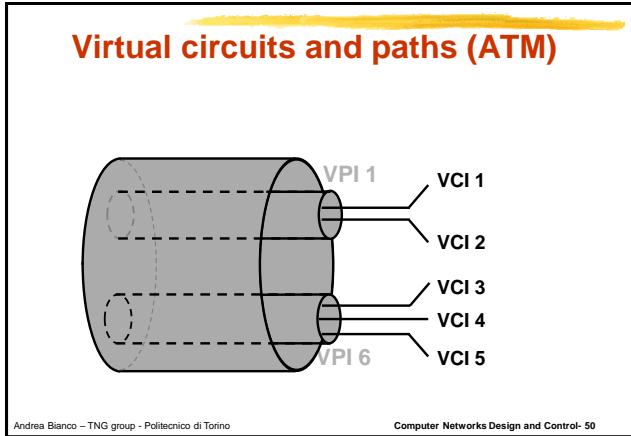 Virtual circuits and paths (ATM)
VPI 1
VCI 1
VCI 2
VCI 3
VCI 4
VPI 6
VCI 5
Andrea Bianco – TNG group - Politecnico di Torino
Computer Networks Design and Control- 50